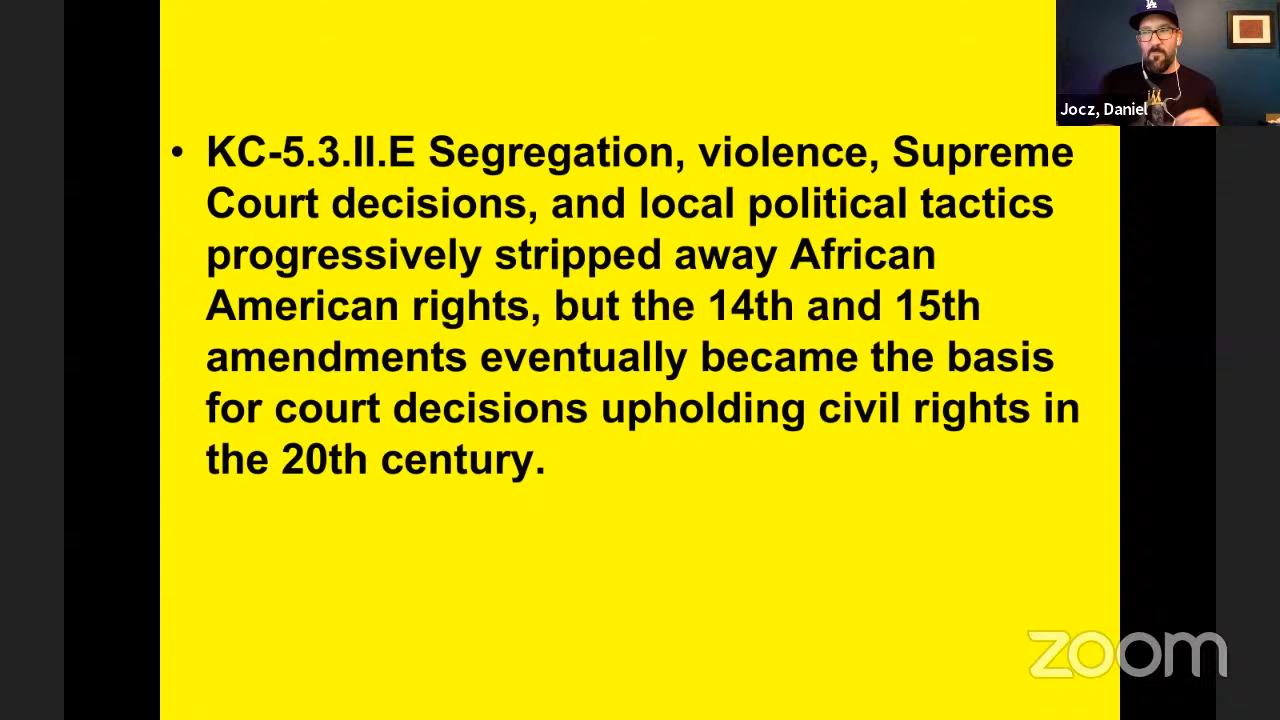 Jocz, Daniel
• KC-5.3.II.E Segregation, violence, Supreme
Court decisions, and local political tactics
progressively stripped away African
American rights, but the 14th and 15th
amendments eventually became the basis
for court decisions upholding civil rights in
the 20th century.
zoom